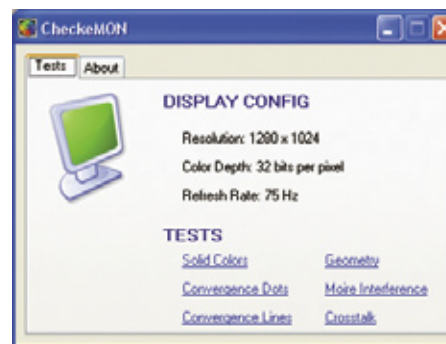 CheckeMON
Tests About
DISPLAY CONFIG
Resolution: 1280 x 1024
Color Depth: 32 bits per pixel
Refresh Rate: 75 Hz
TESTS
Solid Colors Geometry
Convergence Dots Moire Interference
Convergence Lines Crosstalk